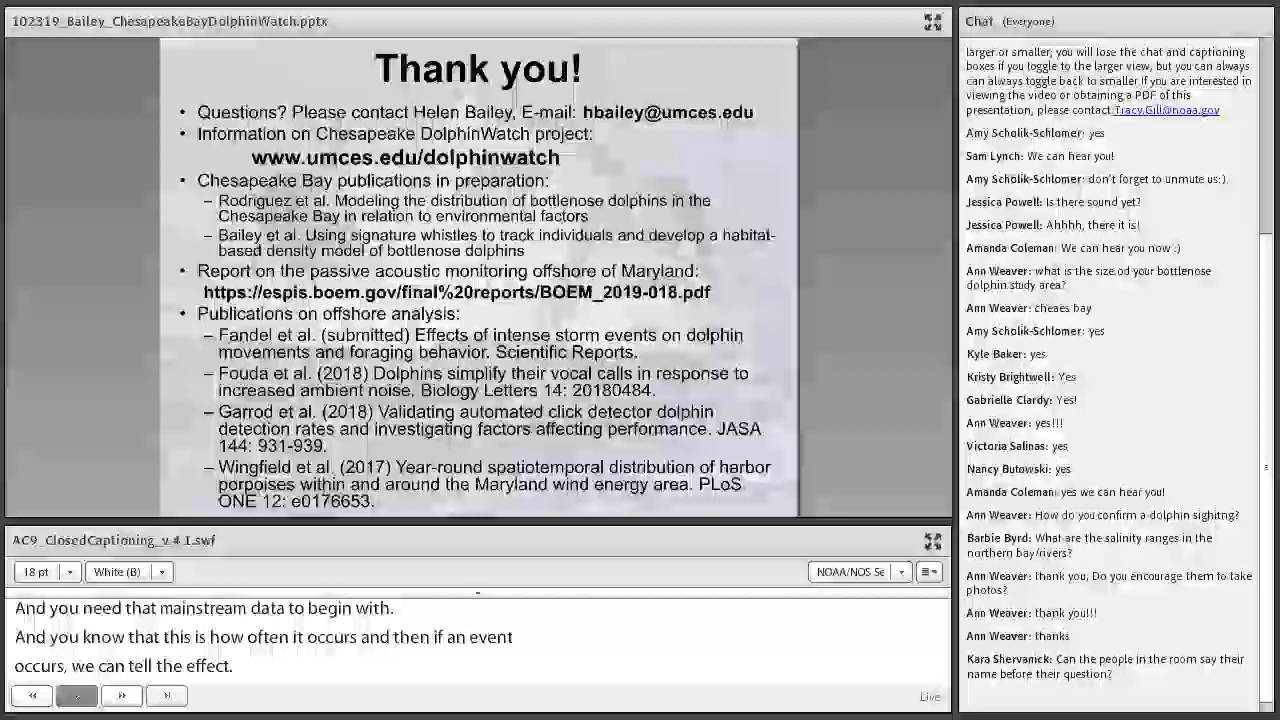 102319_Bailey_ChesapeakeBayDolphinWatch.pptx
Thank you!
• Questions? Please contact Helen Bailey, E-mail: hbailey@umces.edu
• Information on Chesapeake DolphinWatch project:
www.umces.edu/dolphinwatch
• Chesapeake Bay publications in preparation:
– Rodriguez et al. Modeling the distribution of bottlenose dolphins in the
Chesapeake Bay in relation to environmental factors
– Bailey et al. Using signature whistles to track individuals and develop a habitat-
based density model of bottlenose dolphins
• Report on the passive acoustic monitoring offshore of Maryland:
https://espis.boem.gov/final%20reports/BOEM_2019-018.pdf
• Publications on offshore analysis:
– Fandel et al. (submitted) Effects of intense storm events on dolphin
movements and foraging behavior. Scientific Reports.
– Fouda et al. (2018) Dolphins simplify their vocal calls in response to
increased ambient noise. Biology Letters 14: 20180484.
– Garrod et al. (2018) Validating automated click detector dolphin
detection rates and investigating factors affecting performance. JASA
144: 931-939.
– Wingfield et al. (2017) Year-round spatiotemporal distribution of harbor
porpoises within and around the Maryland wind energy area. PLoS
ONE 12: e0176653.
AC9_ClosedCaptioning_v 4 1.swf
18 pt
White (B)
NOAA/NOS Se
And you need that mainstream data to begin with.
And you know that this is how often it occurs and then if an event
occurs, we can tell the effect.
Live
Chat (Everyone)
larger or smaller; you will lose the chat and captioning
boxes if you toggle to the larger view, but you can always
can always toggle back to smaller.if you are interested in
viewing the video or obtaining a PDF of this
presentation, please contact Tracy.Gill@noaa.gov
Amy Scholik-Schlomer: yes
Sam Lynch: We can hear you!
Amy Scholik-Schlomer: don't forget to unmute us:).
Jessica Powell: Is there sound yet?
Jessica Powell: Ahhhh, there it is!
Amanda Coleman: We can hear you now :)
Ann Weaver: what is the size od your bottlenose
dolphin study area?
Ann Weaver: cheaes bay
Amy Scholik-Schlomer: yes
Kyle Baker: yes
Kristy Brightwell: Yes
Gabrielle Clardy: Yes!
Ann Weaver: yes!!!
Victoria Salinas: yes
Nancy Butowski: yes
Amanda Coleman: yes we can hear you!
Ann Weaver: How do you confirm a dolphin sighitng?
Barbie Byrd: What are the salinity ranges in the
northern bay/rivers?
Ann Weaver: thank you, Do you encourage them to take
photos?
Ann Weaver: thank you!!!
Ann Weaver: thanks
Kara Shervanick: Can the people in the room say their
name before their question?